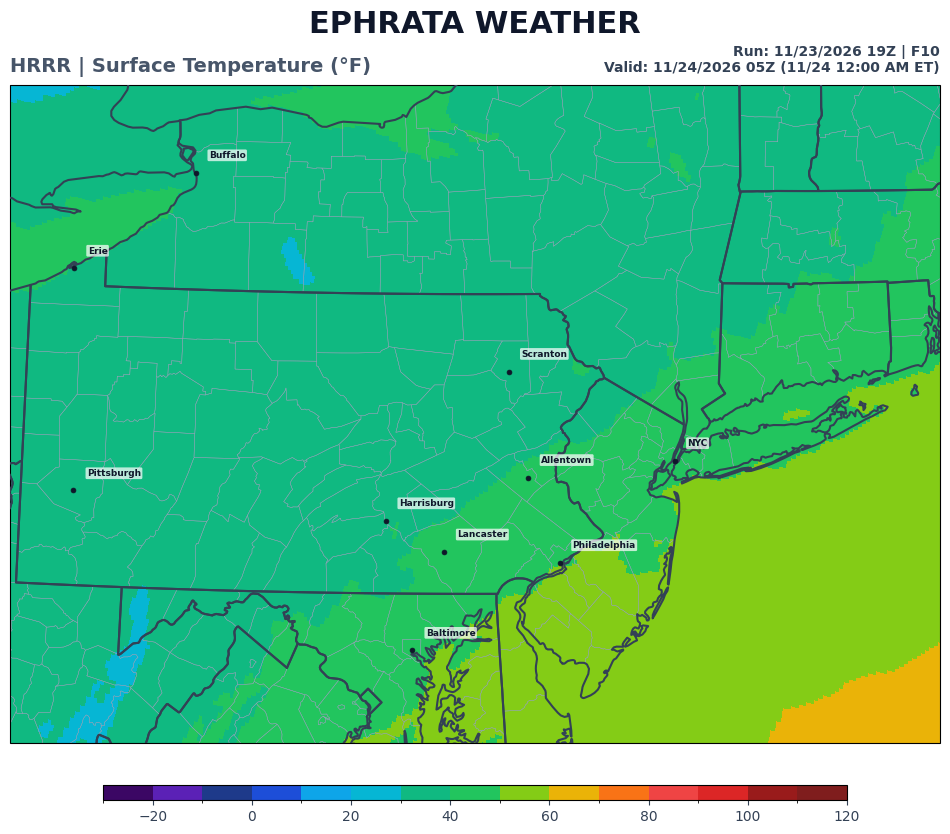 EPHRATA WEATHER
HRRR | Surface Temperature (°F)
Run: 11/23/2026 19Z | F10
Valid: 11/24/2026 05Z (11/24 12:00 AM ET)
Buffalo
Erie
Scranton
NYC
Allentown
Pittsburgh
Harrisburg
Lancaster
Philadelphia
Baltimore
−20 0 20 40 60 80 100 120